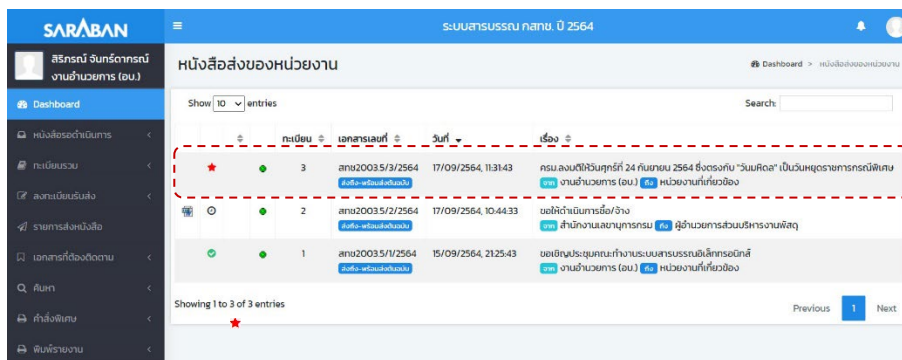 SARABAN
ระบบสารบรรณ กสทช. ปี 2564
สิริภรณ์ จันทร์ดาภรณ์
งานอำนวยการ (อบ.)
Dashboard
หนังสือรอดำเนินการ
ทะเบียนรวม
ลงทะเบียนรับส่ง
รายการส่งหนังสือ
เอกสารที่ต้องติดตาม
ค้นหา
คำสั่งพิเศษ
พิมพ์รายงาน
หนังสือส่งของหน่วยงาน
Dashboard > หนังสือส่งของหน่วยงาน
Show 10 entries
Search:
ทะเบียน เอกสารเลขที่ วันที่ เรื่อง
3 สทช2003.5/3/2564 17/09/2564, 11:31:43 ครม.ลงมติให้วันศุกร์ที่ 24 กันยายน 2564 ซึ่งตรงกับ "วันมหิดล" เป็นวันหยุดราชการกรณีพิเศษ
ส่งถึง-พร้อมส่งต้นฉบับ จาก งานอำนวยการ (อบ.) ถึง หน่วยงานที่เกี่ยวข้อง
2 สทช2003.5/2/2564 17/09/2564, 10:44:33 ขอให้ดำเนินการซื้อ/จ้าง
ส่งถึง-พร้อมส่งต้นฉบับ จาก สำนักงานเลขานุการกรม ถึง ผู้อำนวยการส่วนบริหารงานพัสดุ
1 สทช2003.5/1/2564 15/09/2564, 21:25:43 ขอเชิญประชุมคณะทำงานระบบสารบรรณอิเล็กทรอนิกส์
ส่งถึง-พร้อมส่งต้นฉบับ จาก งานอำนวยการ (อบ.) ถึง หน่วยงานที่เกี่ยวข้อง
Showing 1 to 3 of 3 entries
Previous 1 Next